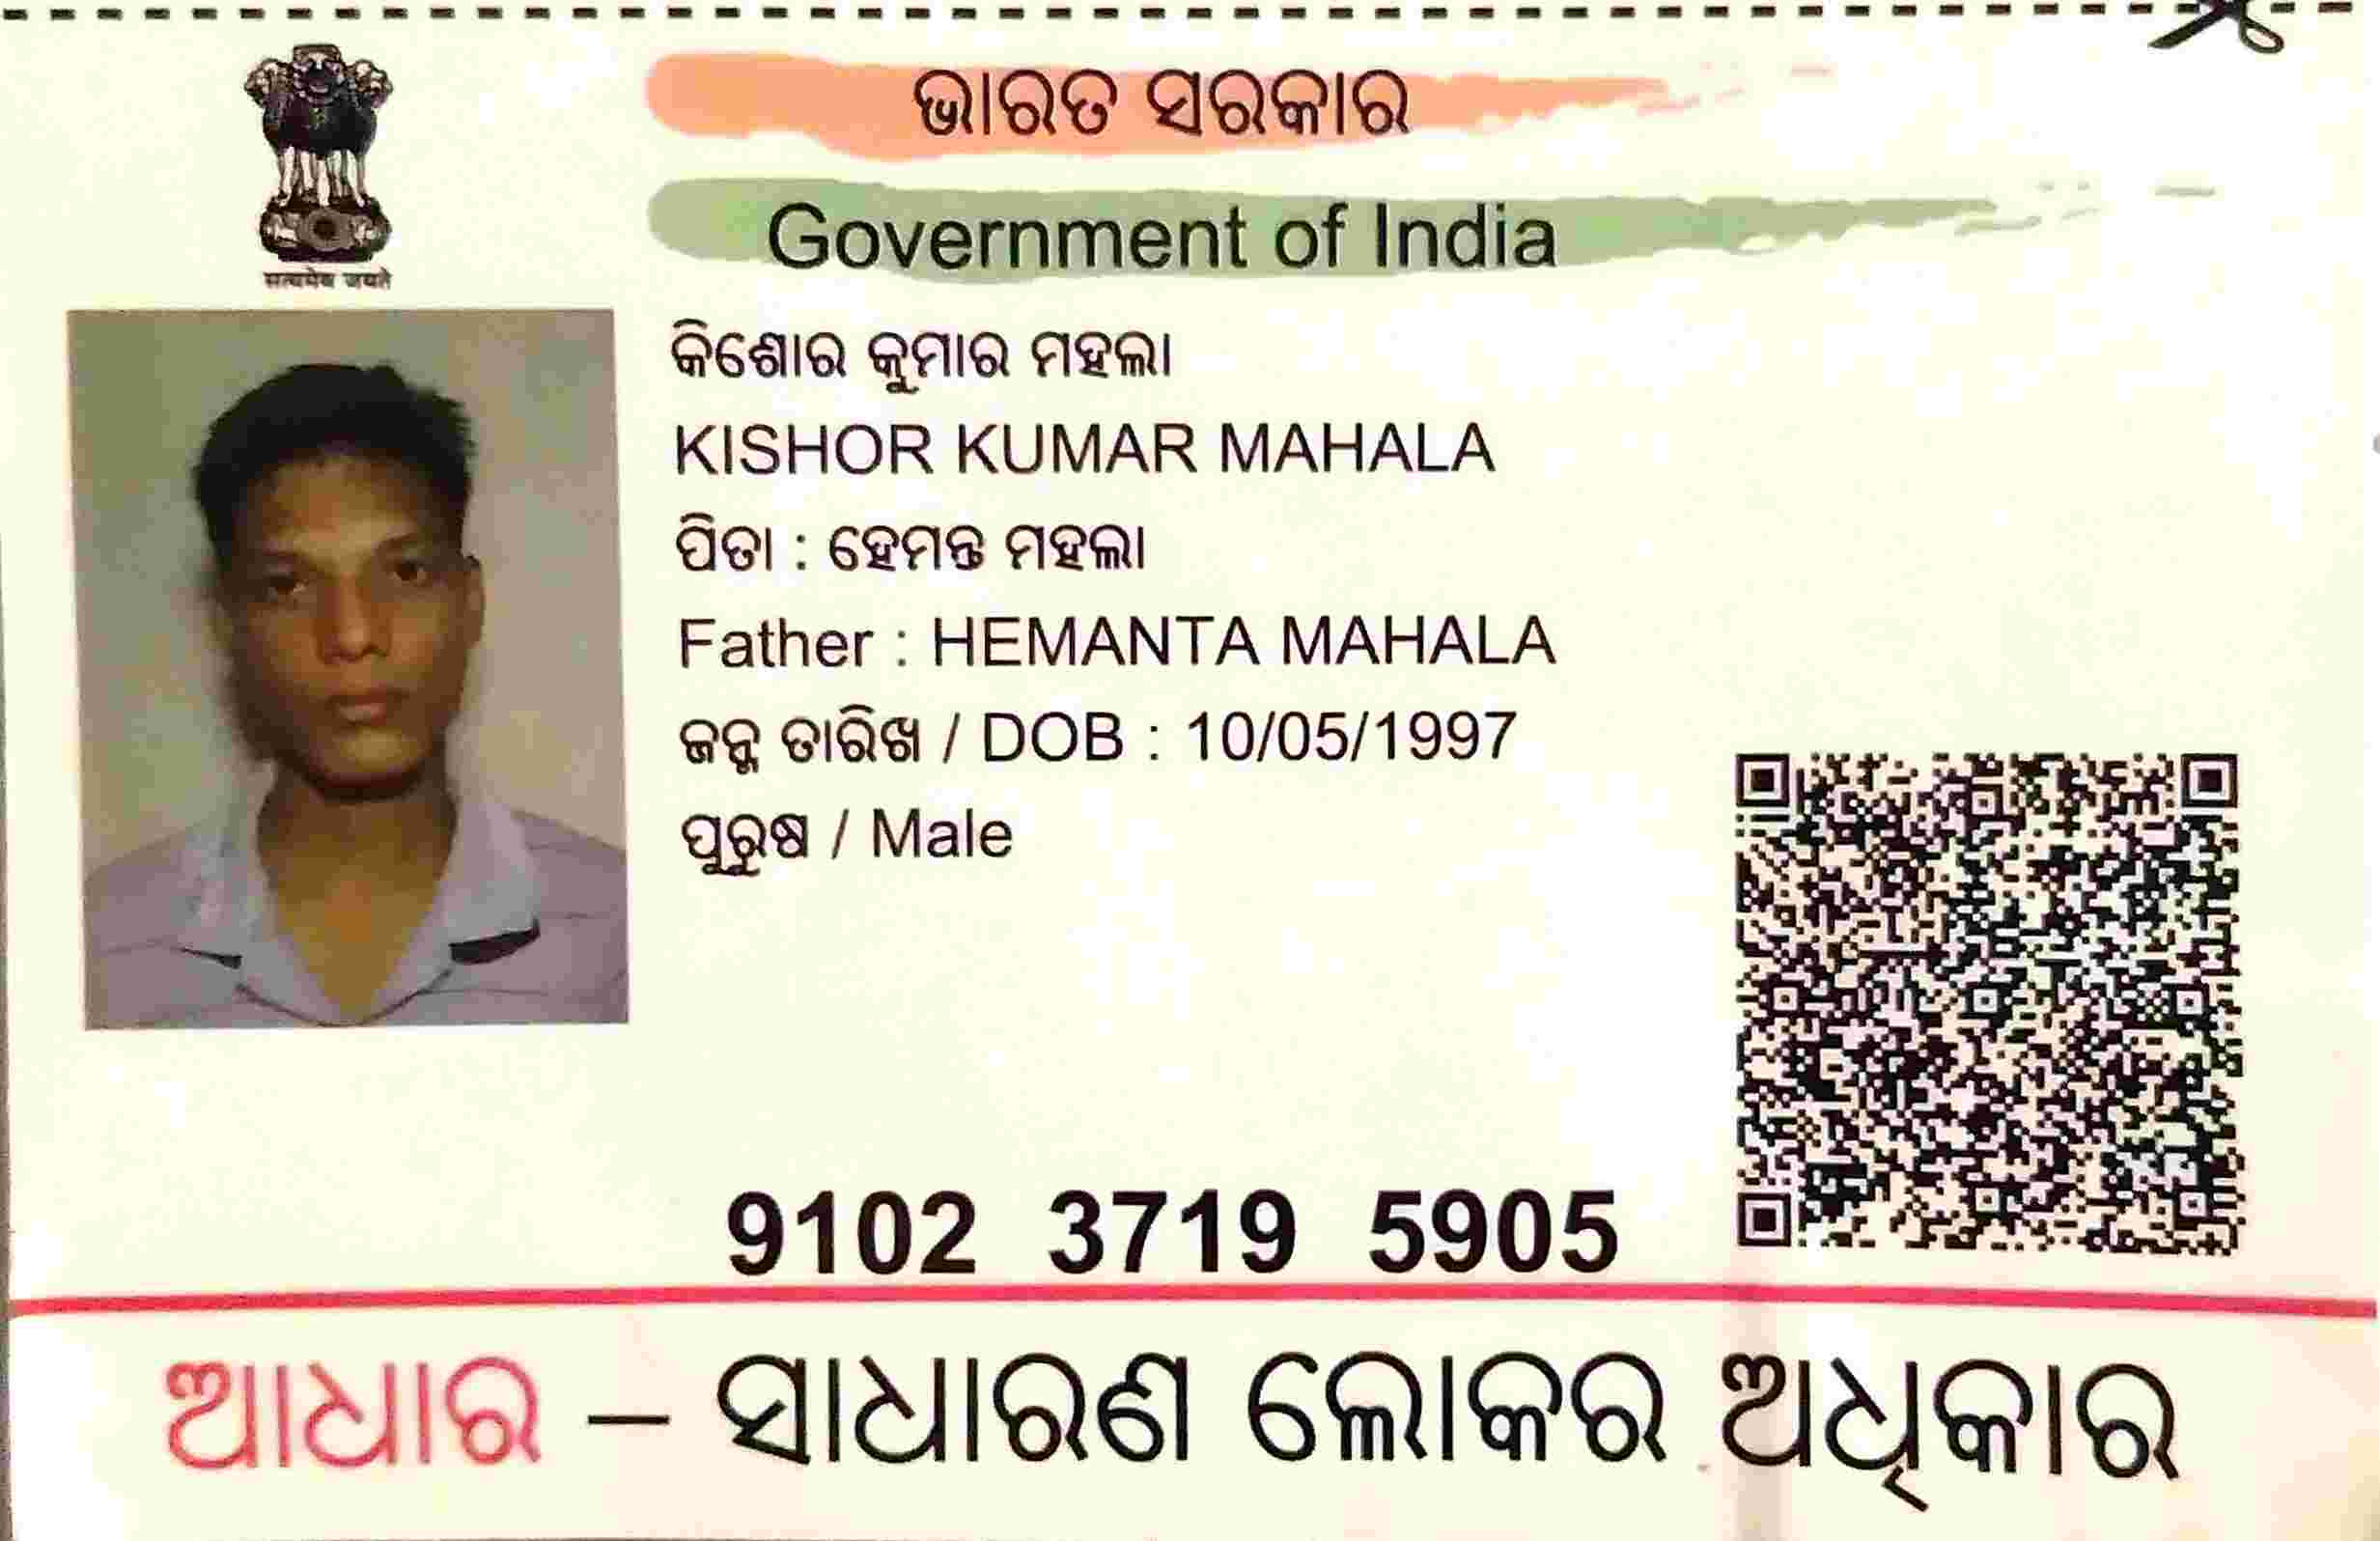 ଭାରତ ସରକାର
Government of India
सत्यमेव जयते
କିଶୋର କୁମାର ମହଲା
KISHOR KUMAR MAHALA
ପିତା : ହେମନ୍ତ ମହଲା
Father : HEMANTA MAHALA
ଜନ୍ମ ତାରିଖ / DOB : 10/05/1997
ପୁରୁଷ / Male
9102 3719 5905
ଆଧାର – ସାଧାରଣ ଲୋକର ଅଧିକାର